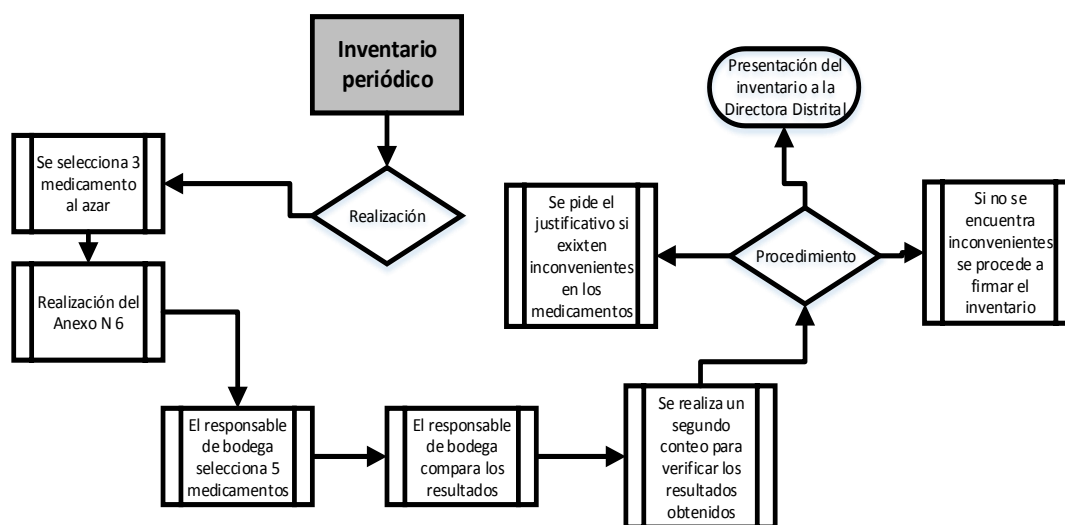 Inventario
periódico
Realización
Se selecciona 3
medicamento
al azar
Realización del
Anexo N 6
El responsable
de bodega
selecciona 5
medicamentos
El responsable
de bodega
compara los
resultados
Se realiza un
segundo
conteo para
verificar los
resultados
obtenidos
Procedimiento
Se pide el
justificativo si
exixten
inconvenientes
en los
medicamentos
Presentación del
inventario a la
Directora Distrital
Si no se
encuentra
inconvenientes
se procede a
firmar el
inventario